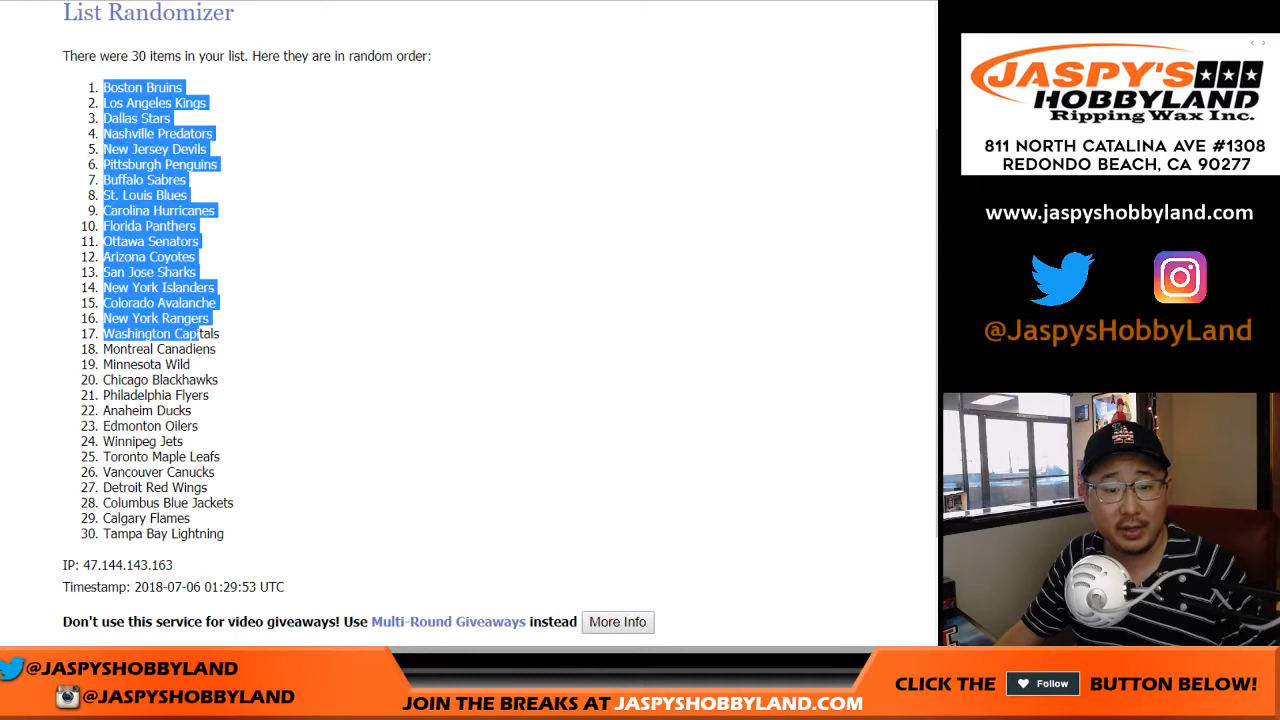 List Randomizer
There were 30 items in your list. Here they are in random order:
1. Boston Bruins
2. Los Angeles Kings
3. Dallas Stars
4. Nashville Predators
5. New Jersey Devils
6. Pittsburgh Penguins
7. Buffalo Sabres
8. St. Louis Blues
9. Carolina Hurricanes
10. Florida Panthers
11. Ottawa Senators
12. Arizona Coyotes
13. San Jose Sharks
14. New York Islanders
15. Colorado Avalanche
16. New York Rangers
17. Washington Capitals
18. Montreal Canadiens
19. Minnesota Wild
20. Chicago Blackhawks
21. Philadelphia Flyers
22. Anaheim Ducks
23. Edmonton Oilers
24. Winnipeg Jets
25. Toronto Maple Leafs
26. Vancouver Canucks
27. Detroit Red Wings
28. Columbus Blue Jackets
29. Calgary Flames
30. Tampa Bay Lightning
IP: 47.144.143.163
Timestamp: 2018-07-06 01:29:53 UTC
Don't use this service for video giveaways! Use Multi-Round Giveaways instead More Info
JASPY'S
HOBBYLAND
Ripping Wax Inc.
811 NORTH CATALINA AVE #1308
REDONDO BEACH, CA 90277
www.jaspyshobbyland.com
@JaspysHobbyLand
@JASPYSHOBBYLAND
@JASPYSHOBBYLAND
JOIN THE BREAKS AT JASPYSHOBBYLAND.COM
CLICK THE Follow BUTTON BELOW!